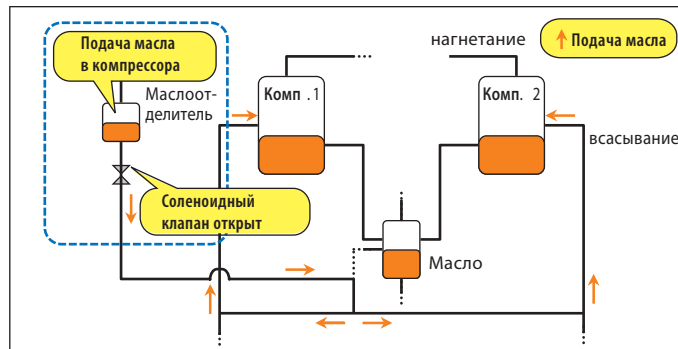 Подача масла
в компрессора
Маслоот-
делитель
Соленоидный
клапан открыт
нагнетание
Подача масла
Комп .1
Комп. 2
всасывание
Масло